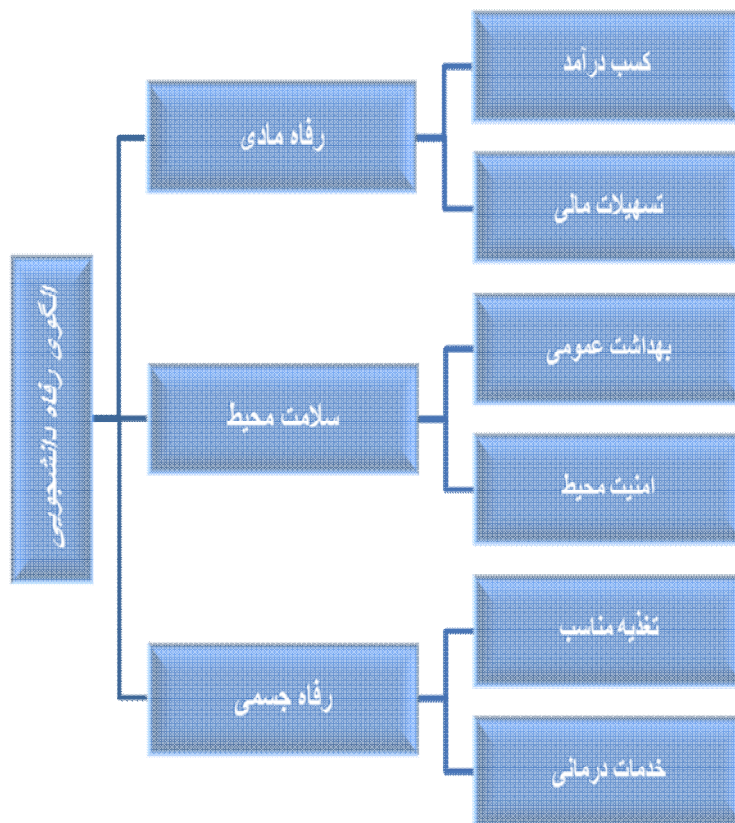 الگوی رفاه دانشجویی
رفاه مادی
کسب درآمد
تسهیلات مالی
سلامت محیط
بهداشت عمومی
امنیت محیط
رفاه جسمی
تغذیه مناسب
خدمات درمانی